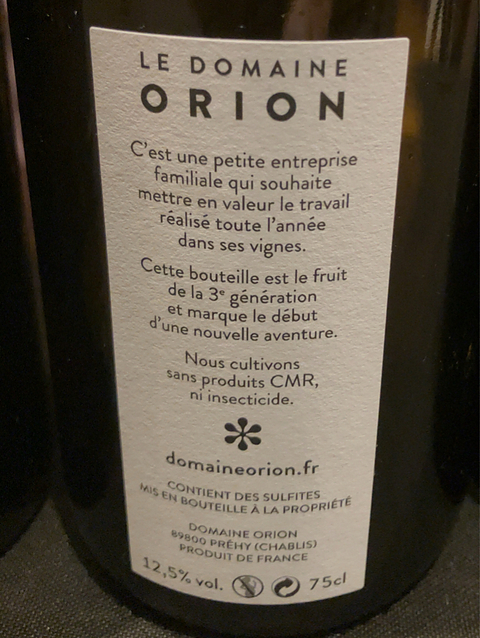 LE DOMAINE
ORION
C'est une petite entreprise
familiale qui souhaite
mettre en valeur le travail
réalisé toute l'année
dans ses vignes.
Cette bouteille est le fruit
de la 3e génération
et marque le début
d'une nouvelle aventure.
Nous cultivons
sans produits CMR,
ni insecticide.
domaineorion.fr
CONTIENT DES SULFITES
MIS EN BOUTEILLE À LA PROPRIÉTÉ
DOMAINE ORION
89800 PRÉHY (CHABLIS)
PRODUIT DE FRANCE
12,5% vol. 75cl